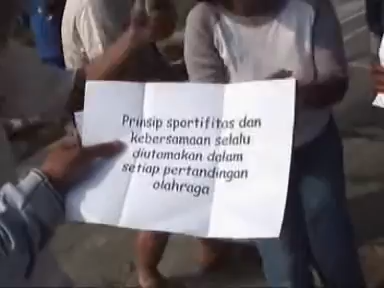 Prinsip sportifitas dan
kebersamaan selalu
diutamakan dalam
setiap pertandingan
olahraga